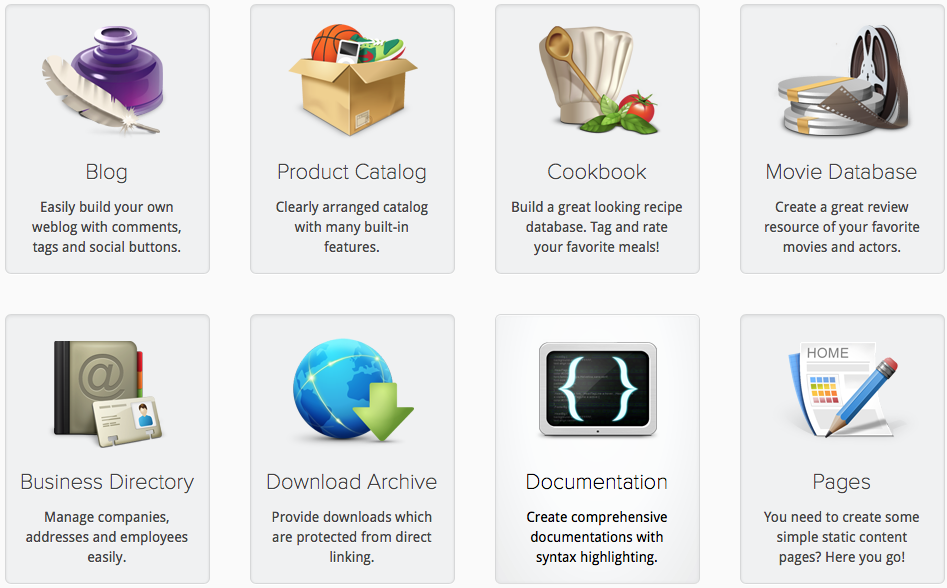 Blog
Easily build your own
weblog with comments,
tags and social buttons.
Product Catalog
Clearly arranged catalog
with many built-in
features.
Cookbook
Build a great looking recipe
database. Tag and rate
your favorite meals!
Movie Database
Create a great review
resource of your favorite
movies and actors.
@
Business Directory
Manage companies,
addresses and employees
easily.
Download Archive
Provide downloads which
are protected from direct
linking.
{ }
Documentation
Create comprehensive
documentations with
syntax highlighting.
HOME
Pages
You need to create some
simple static content
pages? Here you go!